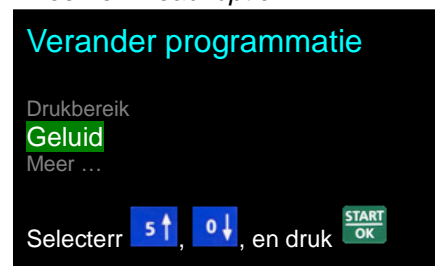 Verander programmatie
Drukbereik
Geluid
Meer …
Selecterr 5↑, 0↓, en druk START OK